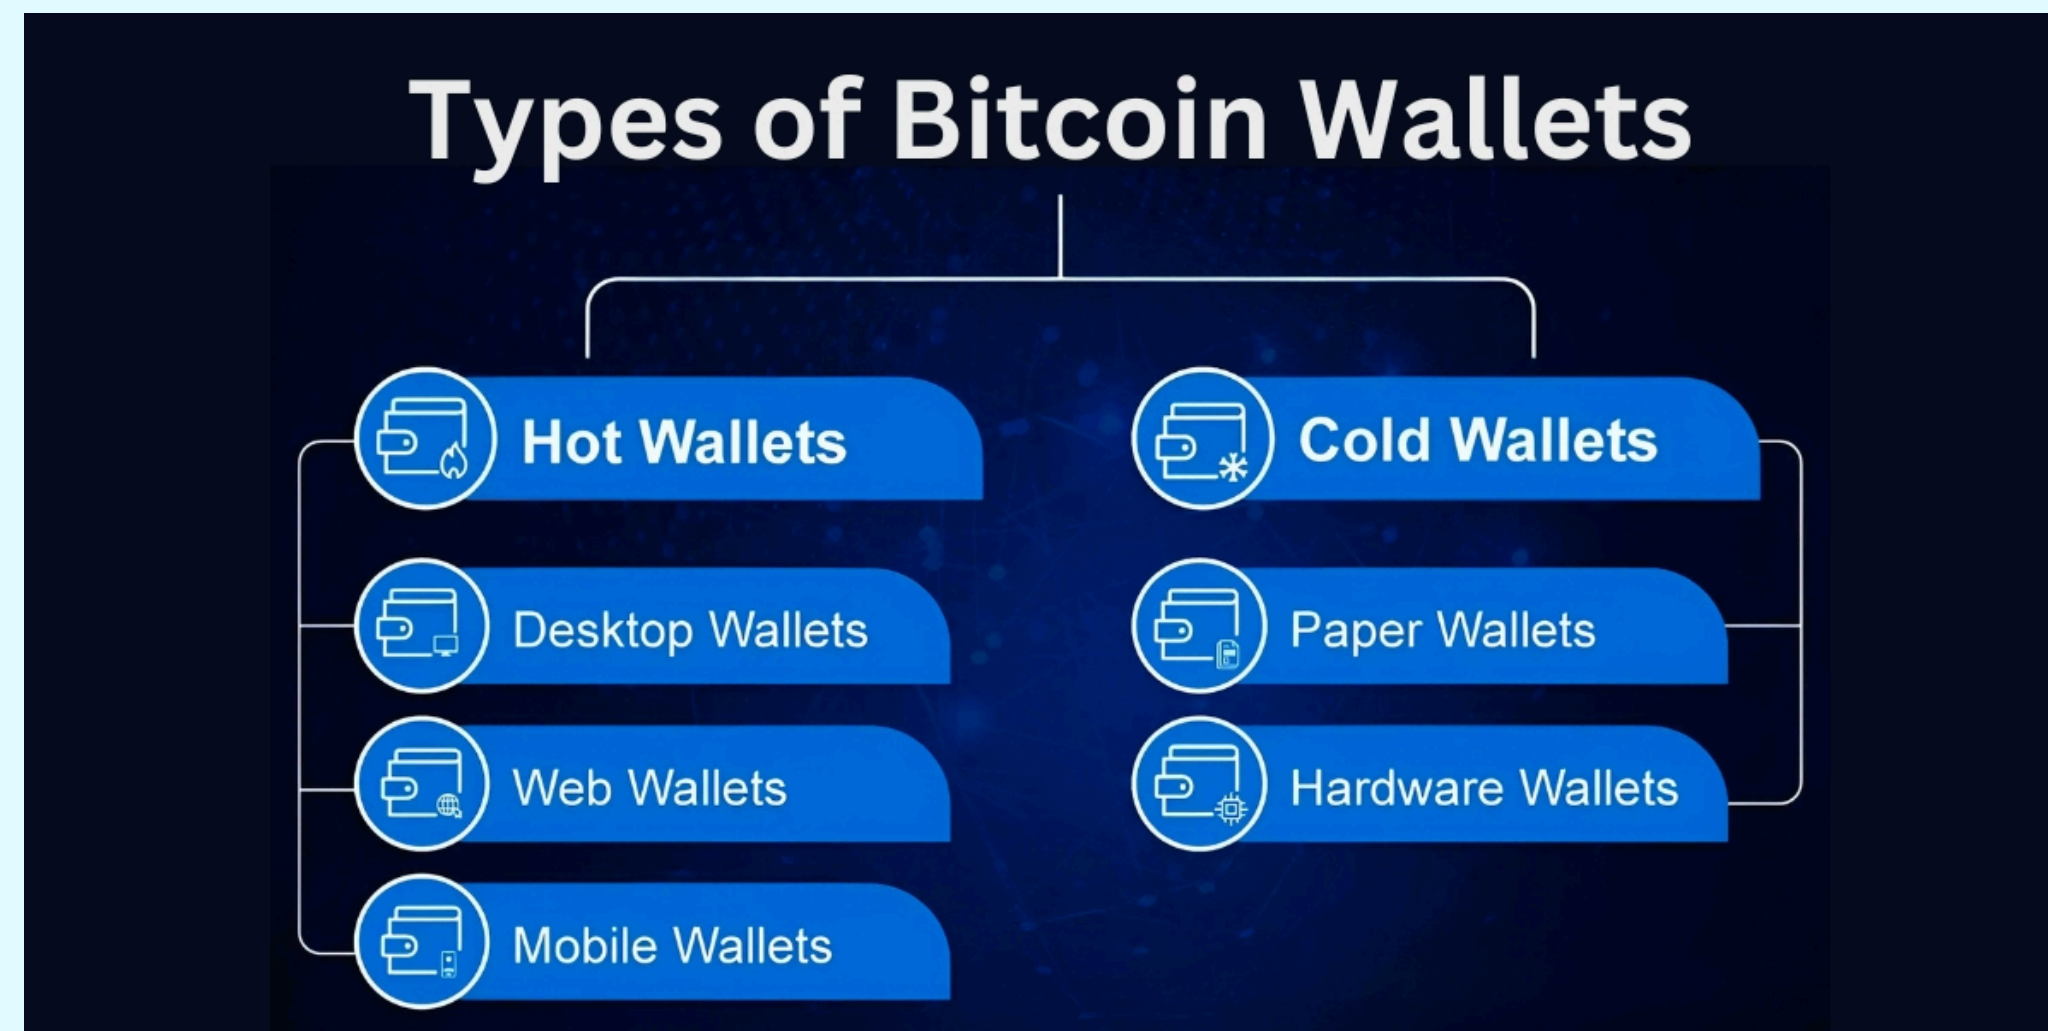 Types of Bitcoin Wallets
Hot Wallets
Desktop Wallets
Web Wallets
Mobile Wallets
Cold Wallets
Paper Wallets
Hardware Wallets